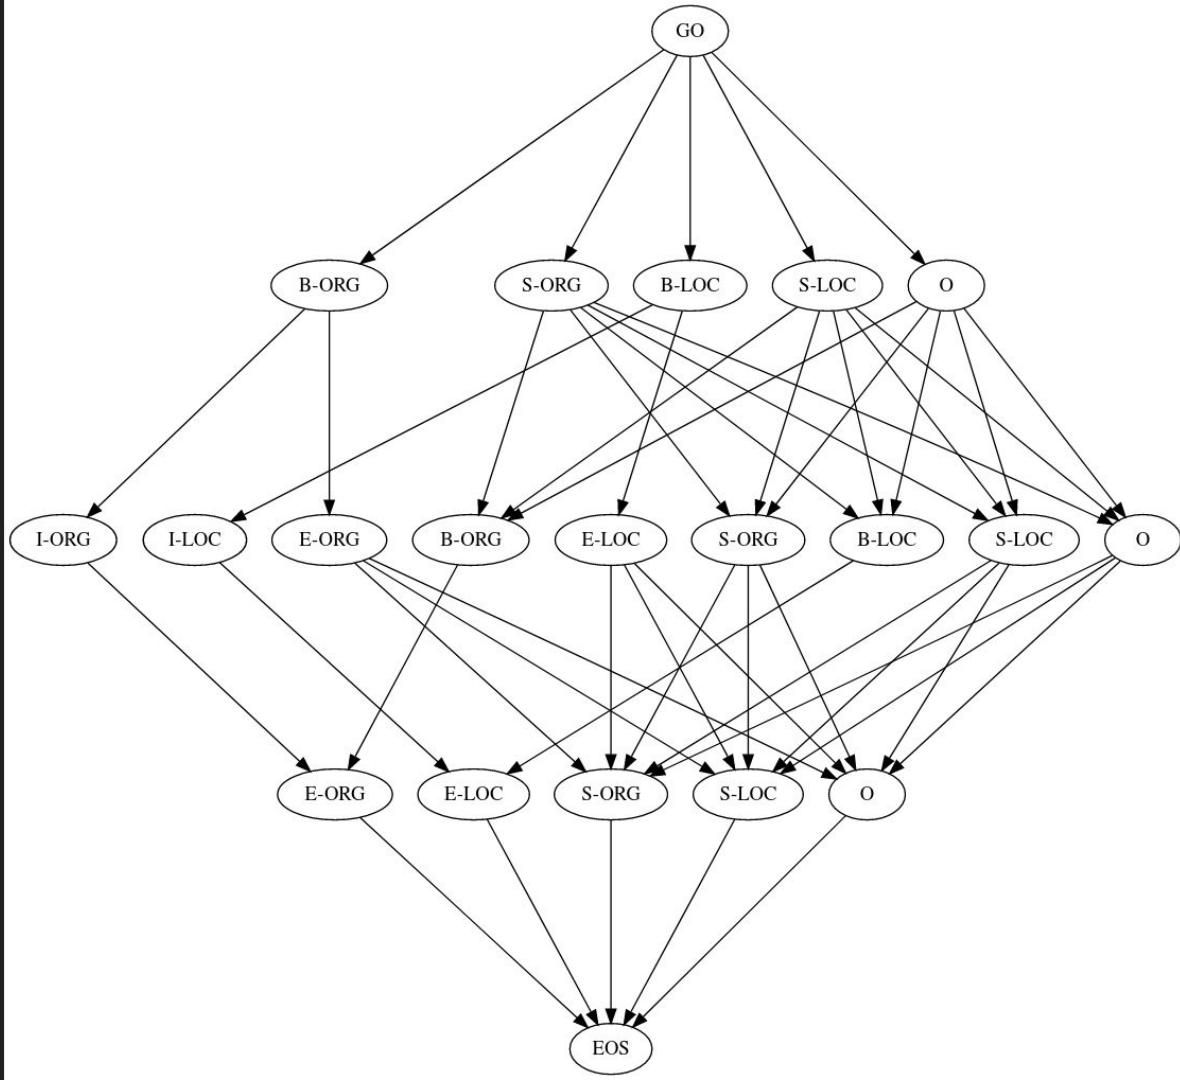 GO
B-ORG S-ORG B-LOC S-LOC O
I-ORG I-LOC E-ORG B-ORG E-LOC S-ORG B-LOC S-LOC O
E-ORG E-LOC S-ORG S-LOC O
EOS